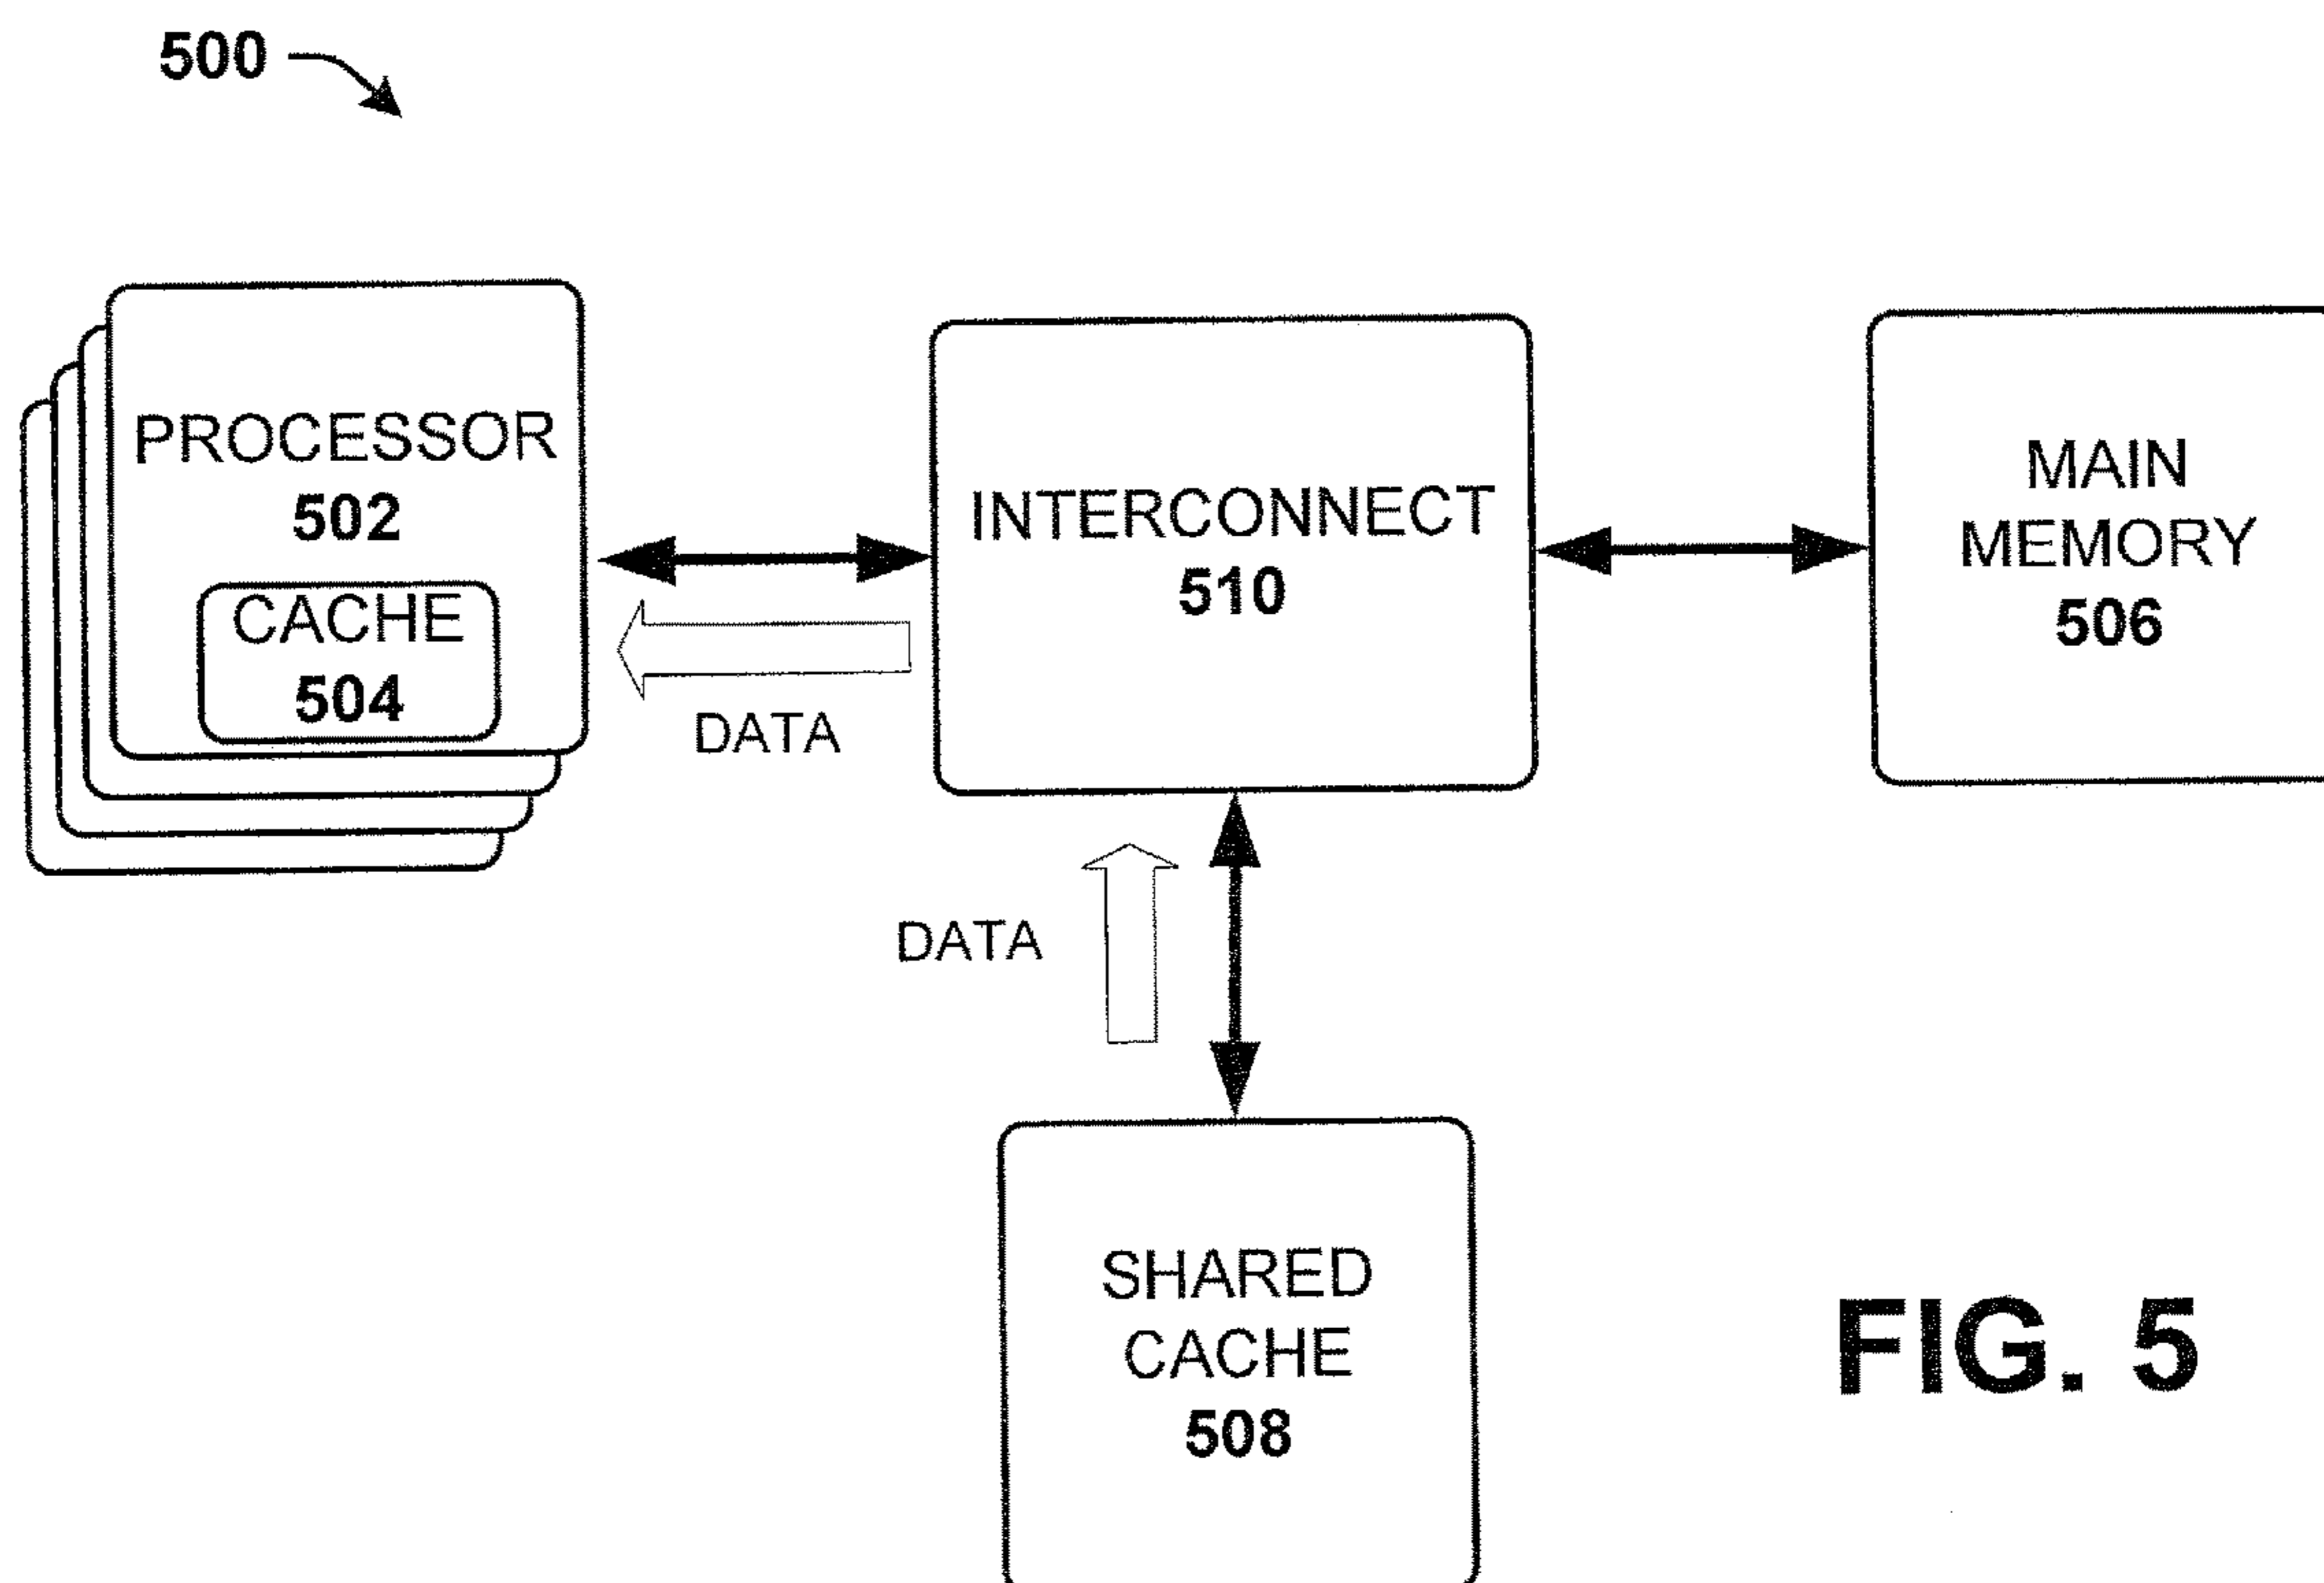 500
PROCESSOR
502
CACHE
504
INTERCONNECT
510
MAIN
MEMORY
506
DATA
DATA
SHARED
CACHE
508
FIG. 5